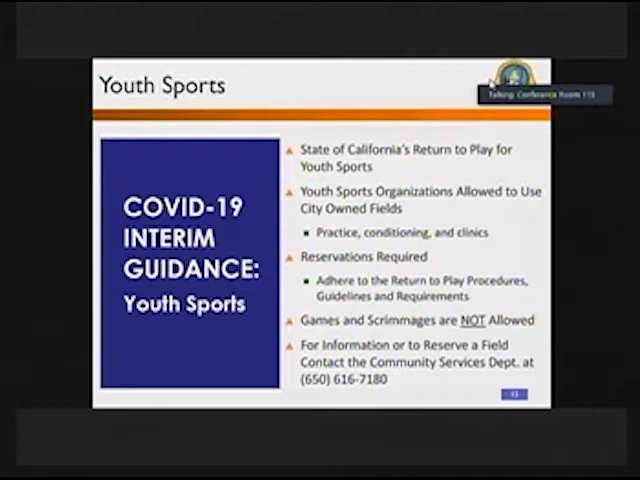 Youth Sports
Talking: Conference Room 115
COVID-19
INTERIM
GUIDANCE:
Youth Sports
State of California's Return to Play for
Youth Sports
Youth Sports Organizations Allowed to Use
City Owned Fields
Practice, conditioning, and clinics
Reservations Required
Adhere to the Return to Play Procedures,
Guidelines and Requirements
Games and Scrimmages are NOT Allowed
For Information or to Reserve a Field
Contact the Community Services Dept. at
(650) 616-7180